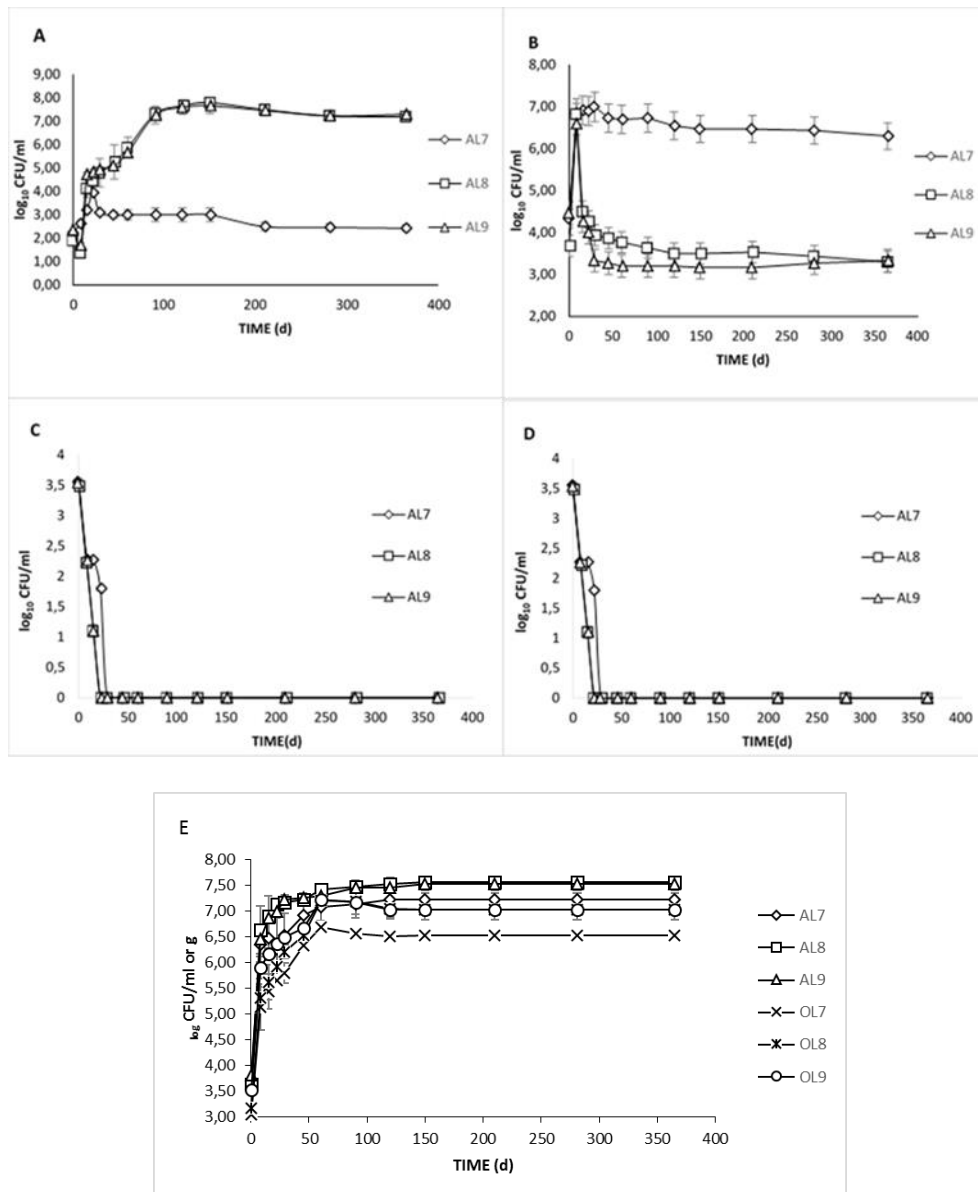 A
9,00
8,00
7,00
6,00
5,00
4,00
3,00
2,00
1,00
0,00
log10 CFU/ml
0 100 200 300 400
TIME (d)
AL7
AL8
AL9
B
8,00
7,00
6,00
5,00
4,00
3,00
2,00
log10 CFU/ml
0 50 100 150 200 250 300 350 400
TIME (d)
AL7
AL8
AL9
C
4
3,5
3
2,5
2
1,5
1
0,5
0
log10 CFU/ml
0 50 100 150 200 250 300 350 400
TIME(d)
AL7
AL8
AL9
D
4
3,5
3
2,5
2
1,5
1
0,5
0
log10 CFU/ml
0 50 100 150 200 250 300 350 400
TIME(d)
AL7
AL8
AL9
E
8,00
7,50
7,00
6,50
6,00
5,50
5,00
4,50
4,00
3,50
3,00
log CFU/ml or g
0 50 100 150 200 250 300 350 400
TIME (d)
AL7
AL8
AL9
OL7
OL8
OL9